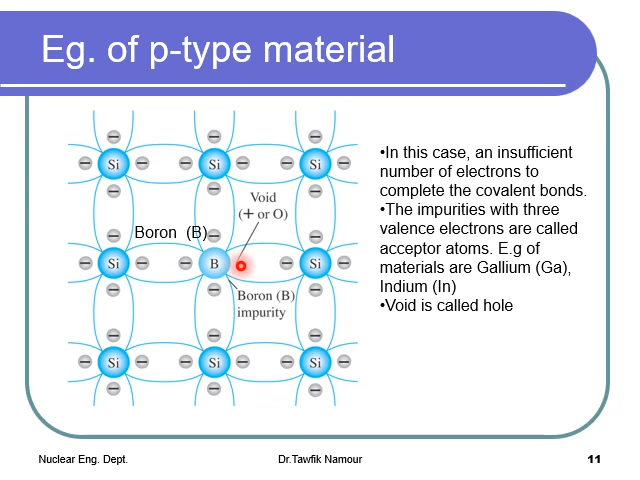 Eg. of p-type material
Si Si Si
Void
(+ or O)
Boron (B)
Si B Si
Boron (B)
impurity
Si Si Si
•In this case, an insufficient
number of electrons to
complete the covalent bonds.
•The impurities with three
valence electrons are called
acceptor atoms. E.g of
materials are Gallium (Ga),
Indium (In)
•Void is called hole
Nuclear Eng. Dept. Dr.Tawfik Namour 11